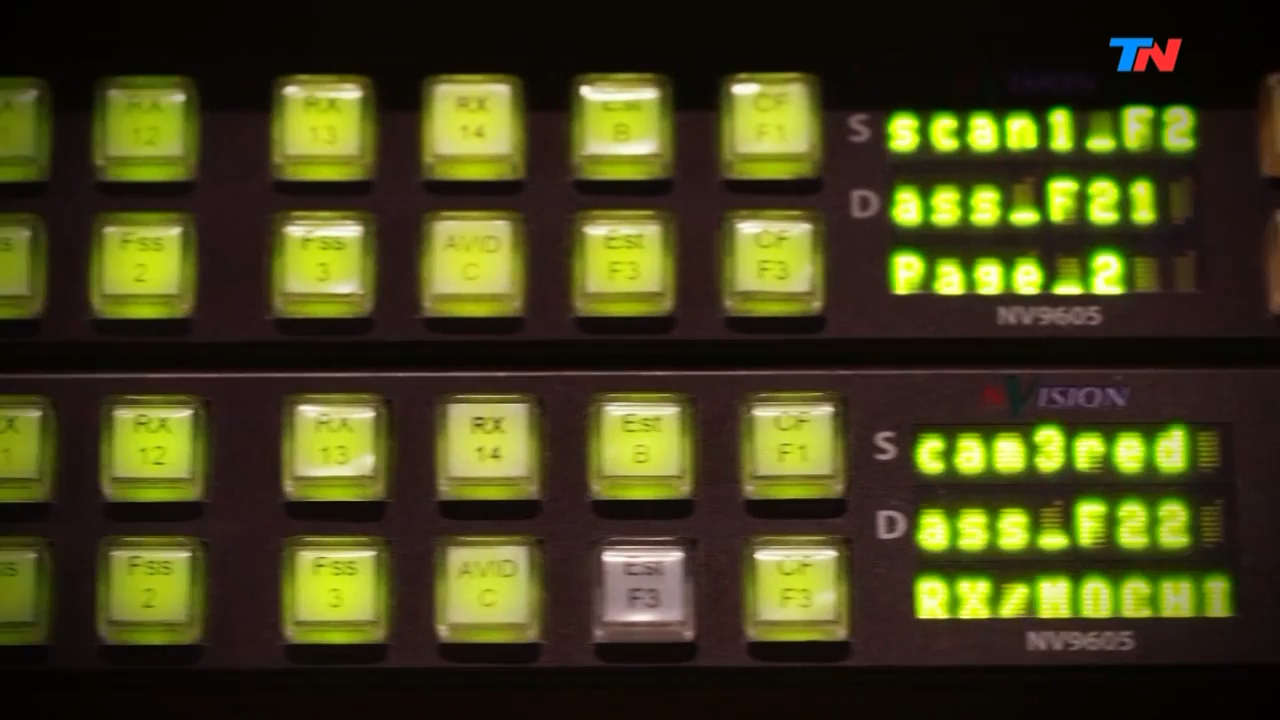 TN
RX 12
RX 13
RX 14
Est B
CF F1
S scan1_F2
D ass_F21
Fss 2
Fss 3
AVID C
Est F3
CF F3
Page_2
NV9605
NVISION
RX 12
RX 13
RX 14
Est B
CF F1
S cam3red
D ass_F22
Fss 2
Fss 3
AVID C
Est F3
CF F3
RX/MOCHI
NV9605